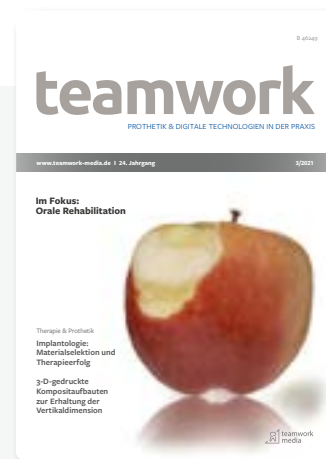 teamwork
PROTHETIK & DIGITALE TECHNOLOGIEN IN DER PRAXIS
www.teamwork-media.de I 24. Jahrgang
3/2021
Im Fokus:
Orale Rehabilitation
Therapie & Prothetik
Implantologie:
Materialselektion und
Therapieerfolg
3-D-gedruckte
Kompositaufbauten
zur Erhaltung der
Vertikaldimension
teamwork
media